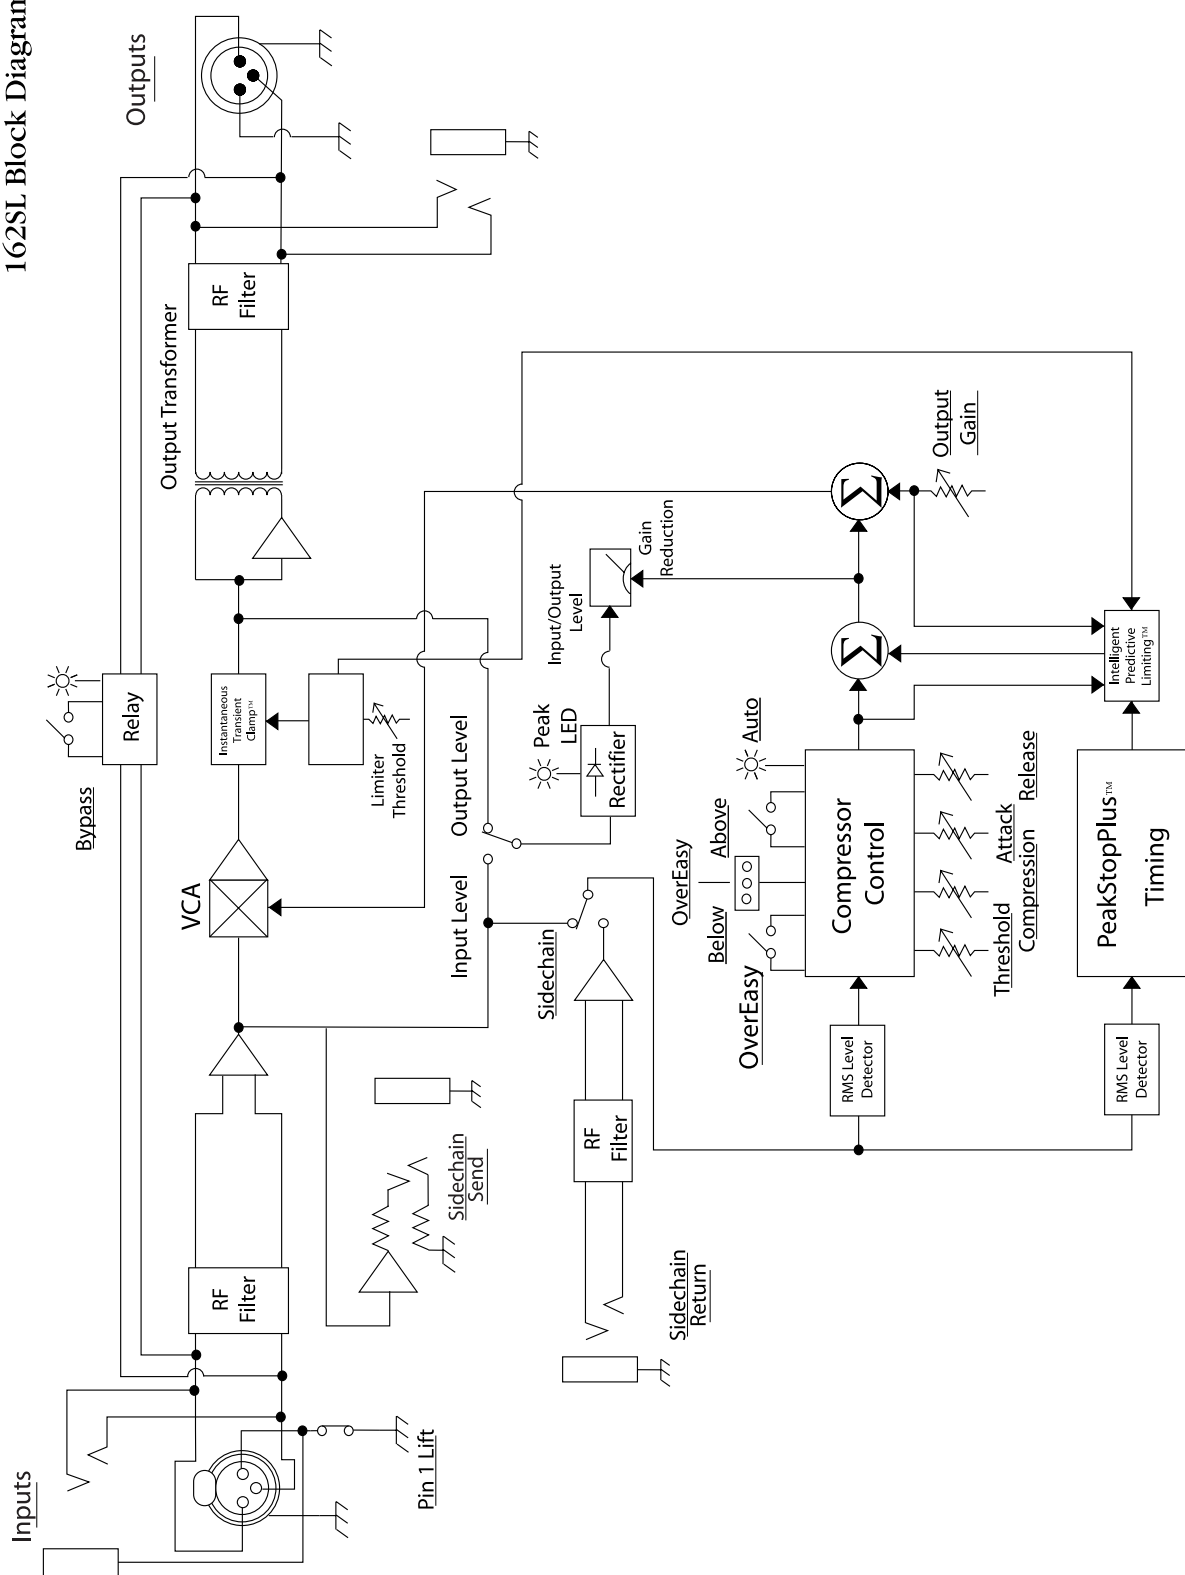 162SL Block Diagram
Inputs
Pin 1 Lift
RF
Filter
Bypass
Relay
VCA
Instantaneous
Transient
Clamp™
Limiter
Threshold
Output Transformer
RF
Filter
Outputs
Sidechain
Send
Input Level
Output Level
Sidechain
Return
RF
Filter
Sidechain
Peak
LED
Rectifier
Input/Output
Level
Gain
Reduction
OverEasy
Below
Above
OverEasy
Auto
RMS Level
Detector
Compressor
Control
Threshold
Compression
Attack
Release
Σ
Σ
Output
Gain
RMS Level
Detector
PeakStopPlus™
Timing
Intelligent
Predictive
Limiting™